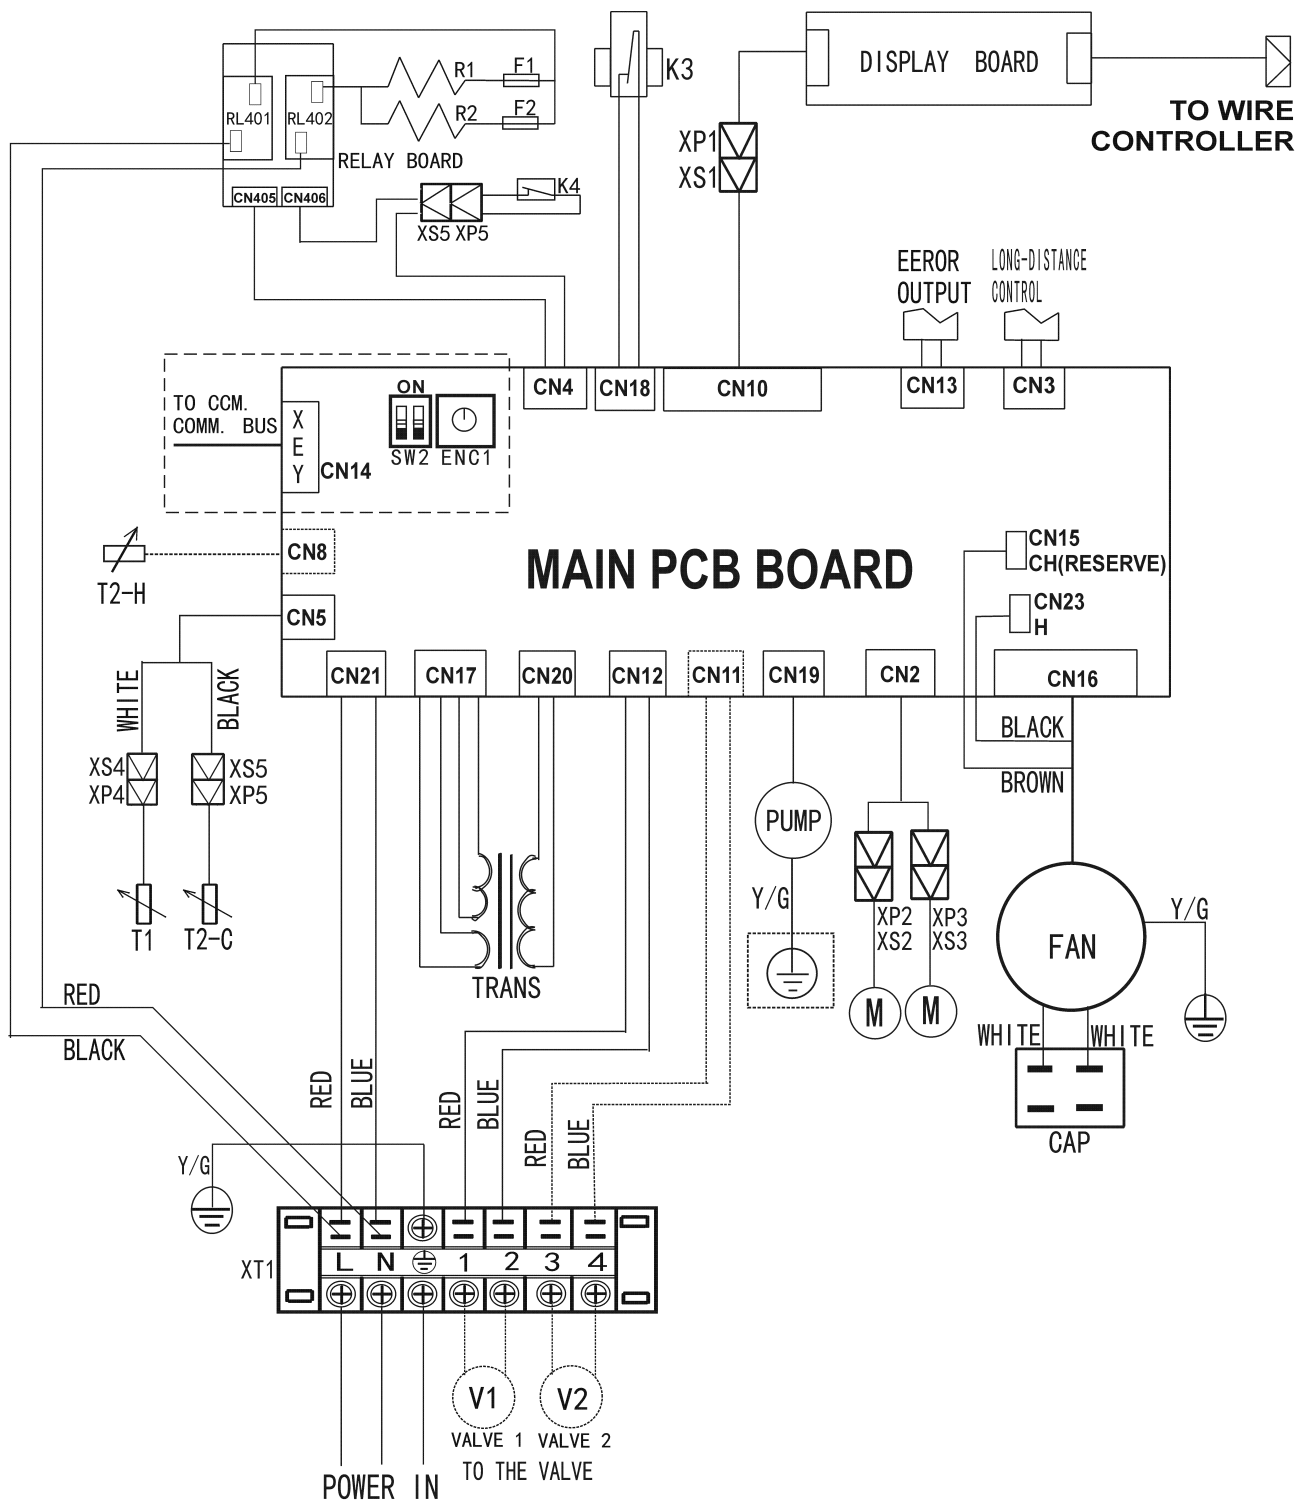 R1
F1
R2
F2
RL401
RL402
RELAY BOARD
CN405
CN406
K4
XS5 XP5
K3
DISPLAY BOARD
TO WIRE
CONTROLLER
XP1
XS1
EEROR
OUTPUT
LONG-DISTANCE
CONTROL
TO CCM.
COMM. BUS
X
E
Y
CN14
ON
SW2
ENC1
CN4
CN18
CN10
CN13
CN3
CN8
T2-H
CN5
MAIN PCB BOARD
CN15
CH(RESERVE)
CN23
H
CN21
CN17
CN20
CN12
CN11
CN19
CN2
CN16
WHITE
BLACK
XS4
XP4
XS5
XP5
T1
T2-C
BLACK
BROWN
PUMP
Y/G
XP2
XS2
XP3
XS3
M
M
FAN
Y/G
WHITE
WHITE
CAP
TRANS
RED
BLACK
RED
BLUE
RED
BLUE
RED
BLUE
Y/G
XT1
L
N
1
2
3
4
V1
V2
VALVE 1
VALVE 2
TO THE VALVE
POWER IN